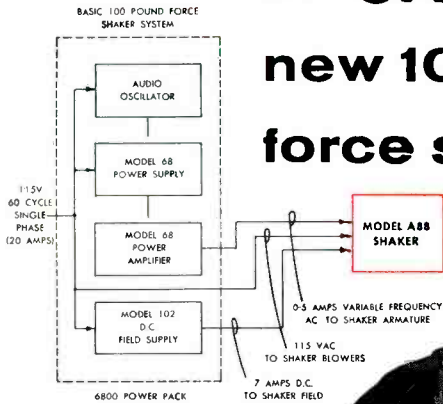 BASIC 100 POUND FORCE
SHAKER SYSTEM
new 10
force s
AUDIO
OSCILLATOR
MODEL 68
POWER SUPPLY
115V
60 CYCLE
SINGLE
PHASE
(20 AMPS)
MODEL 68
POWER
AMPLIFIER
MODEL A88
SHAKER
MODEL 102
D.C
FIELD SUPPLY
0-5 AMPS VARIABLE FREQUENCY
AC TO SHAKER ARMATURE
115 VAC
TO SHAKER BLOWERS
7 AMPS D.C.
TO SHAKER FIELD
6800 POWER PACK